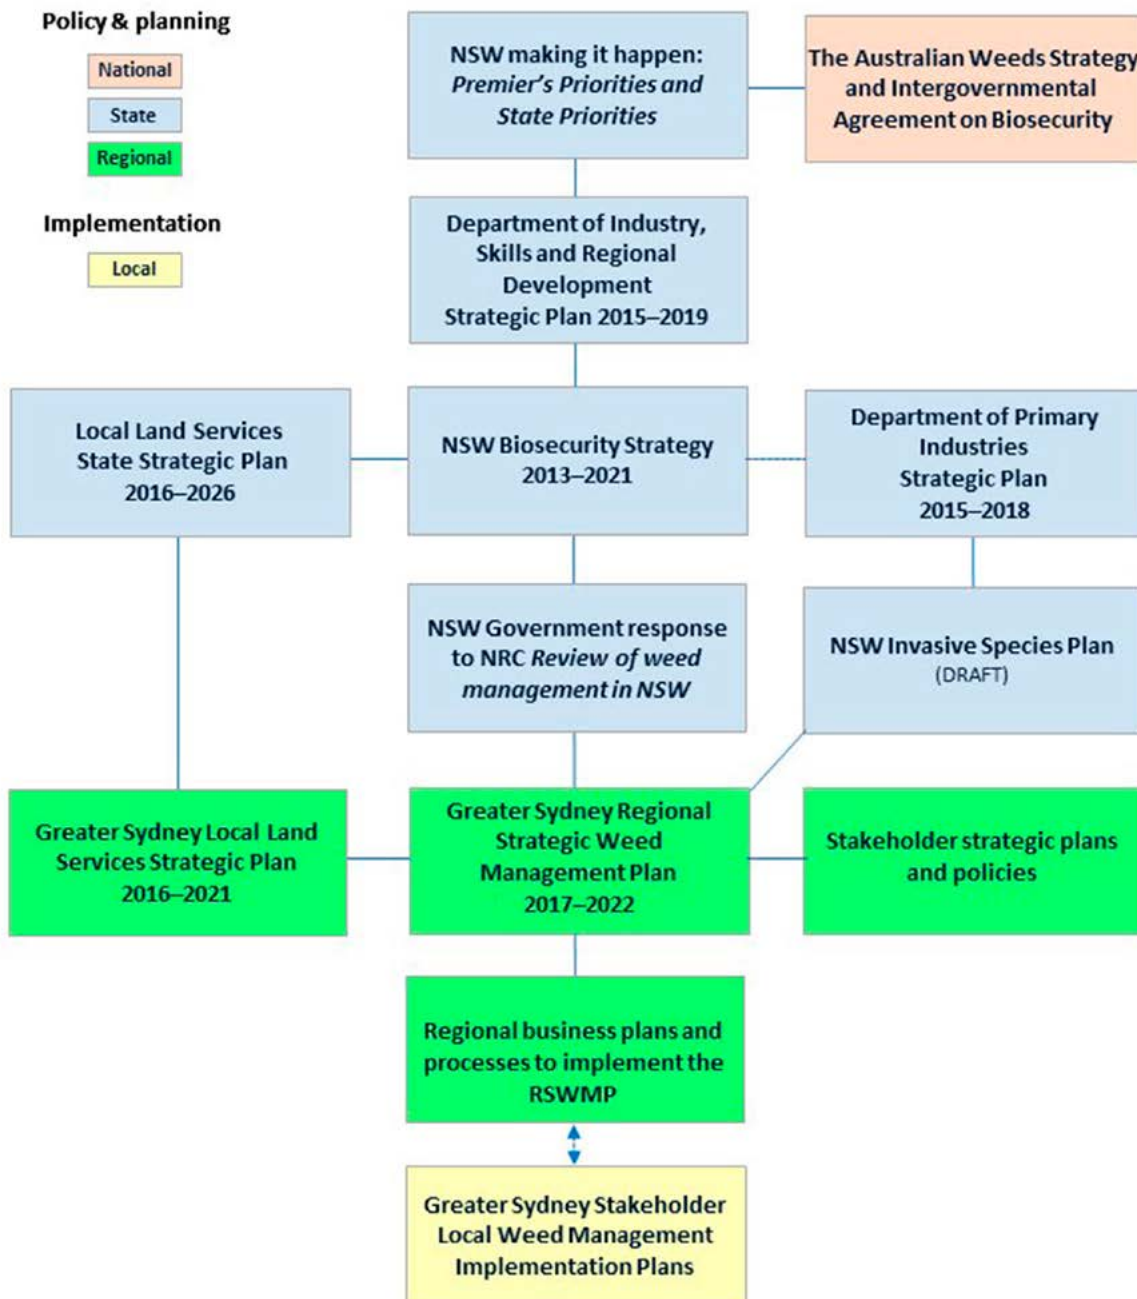 Policy & planning
National
State
Regional
Implementation
Local
NSW making it happen:
Premier's Priorities and
State Priorities
The Australian Weeds Strategy
and Intergovernmental
Agreement on Biosecurity
Department of Industry,
Skills and Regional
Development
Strategic Plan 2015–2019
Local Land Services
State Strategic Plan
2016–2026
NSW Biosecurity Strategy
2013–2021
Department of Primary
Industries
Strategic Plan
2015–2018
NSW Government response
to NRC Review of weed
management in NSW
NSW Invasive Species Plan
(DRAFT)
Greater Sydney Local Land
Services Strategic Plan
2016–2021
Greater Sydney Regional
Strategic Weed
Management Plan
2017–2022
Stakeholder strategic plans
and policies
Regional business plans and
processes to implement the
RSWMP
Greater Sydney Stakeholder
Local Weed Management
Implementation Plans